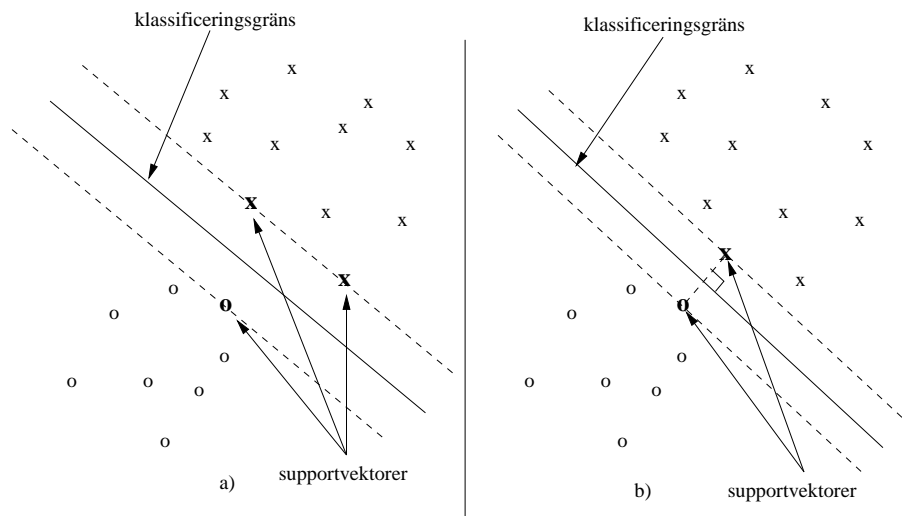 klassificeringsgräns
supportvektorer
a)
klassificeringsgräns
supportvektorer
b)